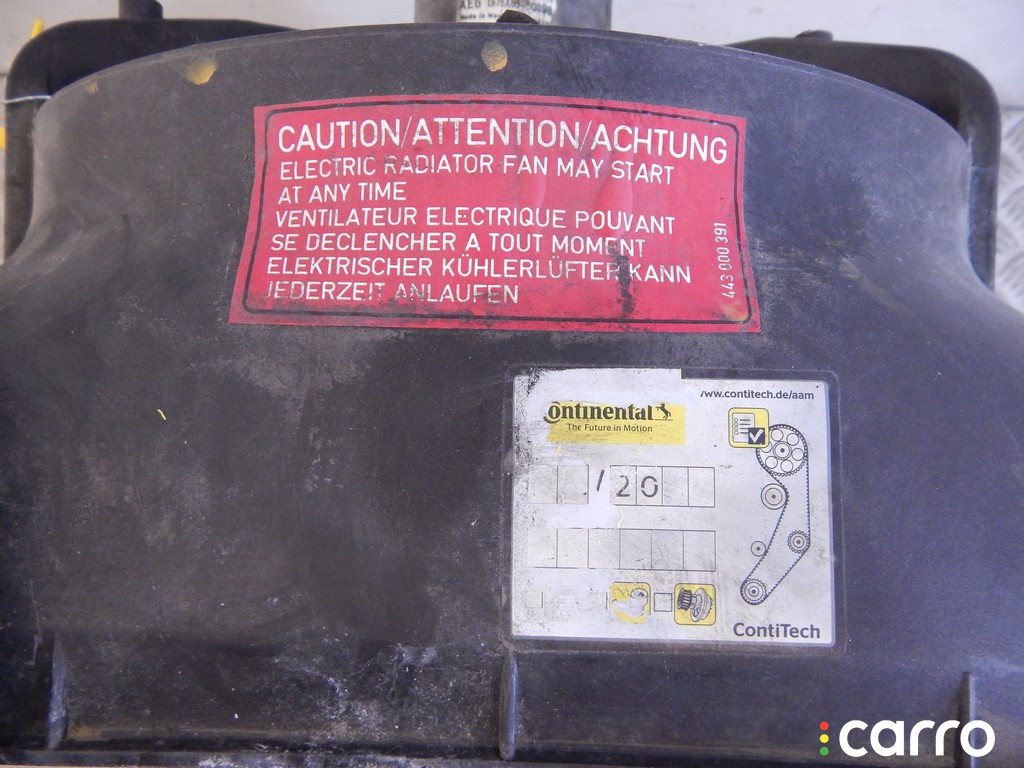 CAUTION/ATTENTION/ACHTUNG
ELECTRIC RADIATOR FAN MAY START
AT ANY TIME
VENTILATEUR ELECTRIQUE POUVANT
SE DECLENCHER A TOUT MOMENT
ELEKTRISCHER KÜHLERLÜFTER KANN
JEDERZEIT ANLAUFEN
443 000 391
www.contitech.de/aam
Continental
The Future in Motion
/20
ContiTech
carro